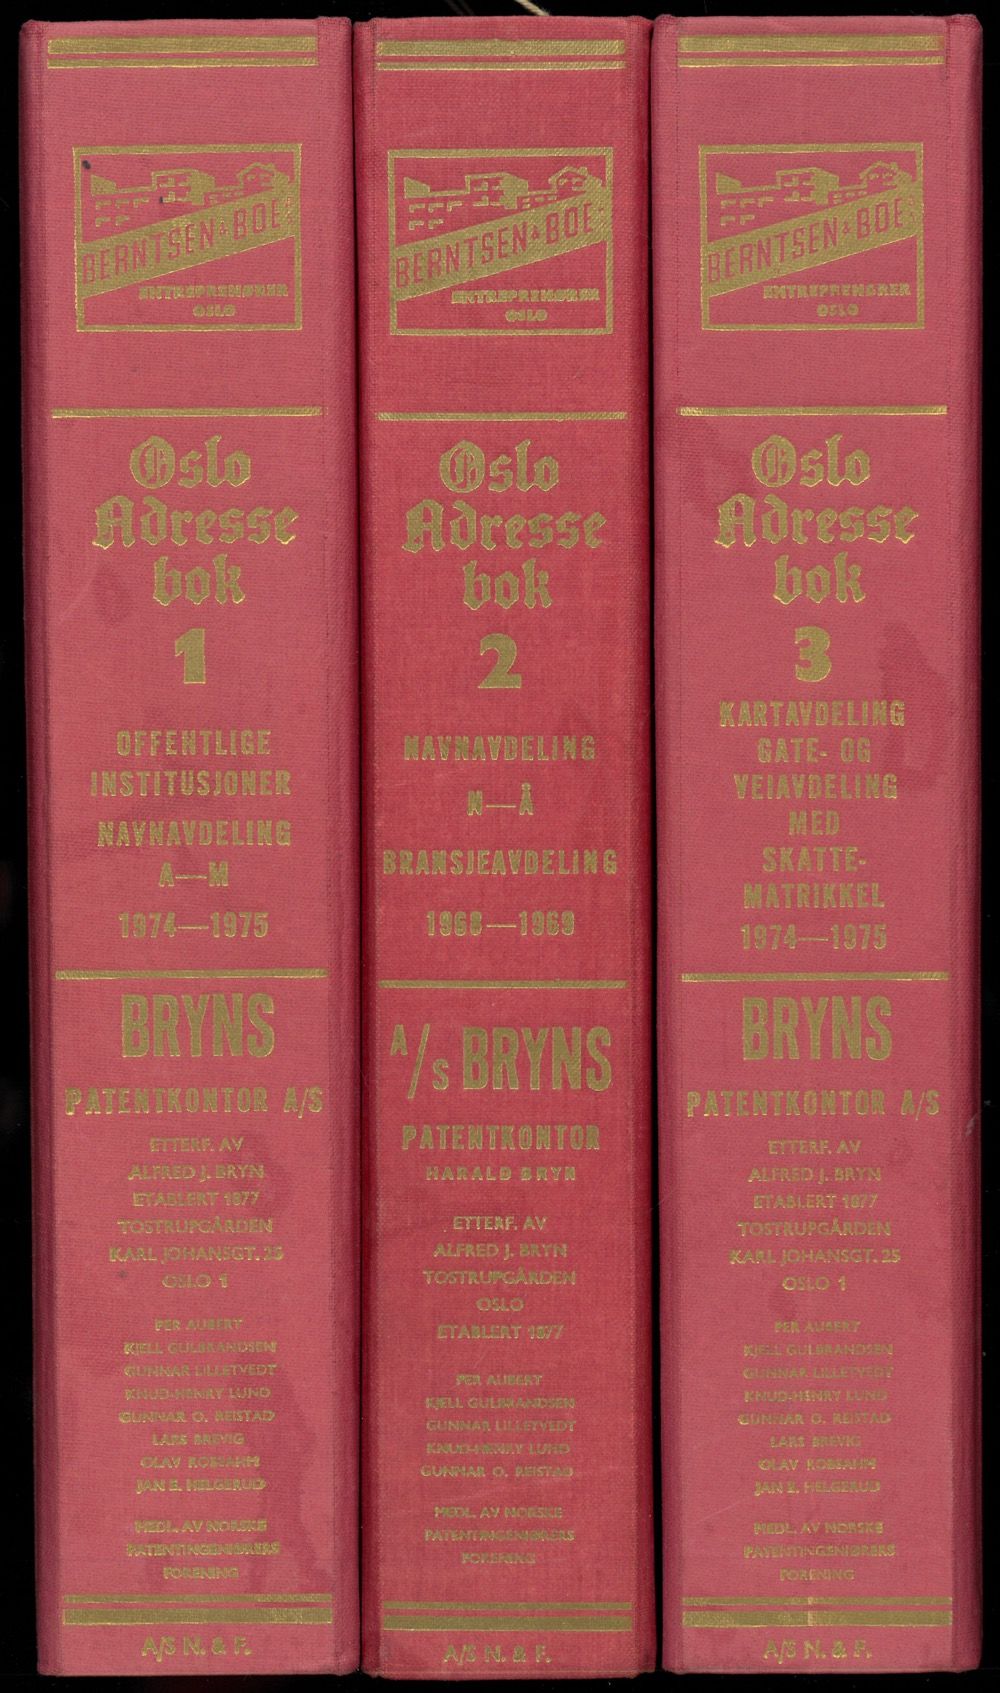 BERNTSEN & BOE A/S
ENTREPRENØRER
OSLO
Oslo
Adresse
bok
1
OFFENTLIGE
INSTITUSJONER
NAVNAVDELING
A—M
1974—1975
BRYNS
PATENTKONTOR A/S
ETTERF. AV
ALFRED J. BRYN
ETABLERT 1877
TOSTRUPGÅRDEN
KARL JOHANSGT. 25
OSLO 1
PER AUBERT
KJELL GULBRANDSEN
GUNNAR LILLETVEDT
KNUD-HENRY LUND
GUNNAR O. REISTAD
LARS BREVIG
OLAV ROBSAHM
JAN E. HELGERUD
MEDL. AV NORSKE
PATENTINGENIØRERS
FORENING
A/S N. & F.
BERNTSEN & BOE A/S
ENTREPRENØRER
OSLO
Oslo
Adresse
bok
2
NAVNAVDELING
N—Å
BRANSJEAVDELING
1968—1969
A/S BRYNS
PATENTKONTOR
HARALD BRYN
ETTERF. AV
ALFRED J. BRYN
TOSTRUPGÅRDEN
OSLO
ETABLERT 1877
PER AUBERT
KJELL GULBRANDSEN
GUNNAR LILLETVEDT
KNUD-HENRY LUND
GUNNAR O. REISTAD
MEDL. AV NORSKE
PATENTINGENIØRERS
FORENING
A/S N. & F.
BERNTSEN & BOE A/S
ENTREPRENØRER
OSLO
Oslo
Adresse
bok
3
KARTAVDELING
GATE- OG
VEIAVDELING
MED
SKATTE-
MATRIKKEL
1974—1975
BRYNS
PATENTKONTOR A/S
ETTERF. AV
ALFRED J. BRYN
ETABLERT 1877
TOSTRUPGÅRDEN
KARL JOHANSGT. 25
OSLO 1
PER AUBERT
KJELL GULBRANDSEN
GUNNAR LILLETVEDT
KNUD-HENRY LUND
GUNNAR O. REISTAD
LARS BREVIG
OLAV ROBSAHM
JAN E. HELGERUD
MEDL. AV NORSKE
PATENTINGENIØRERS
FORENING
A/S N. & F.